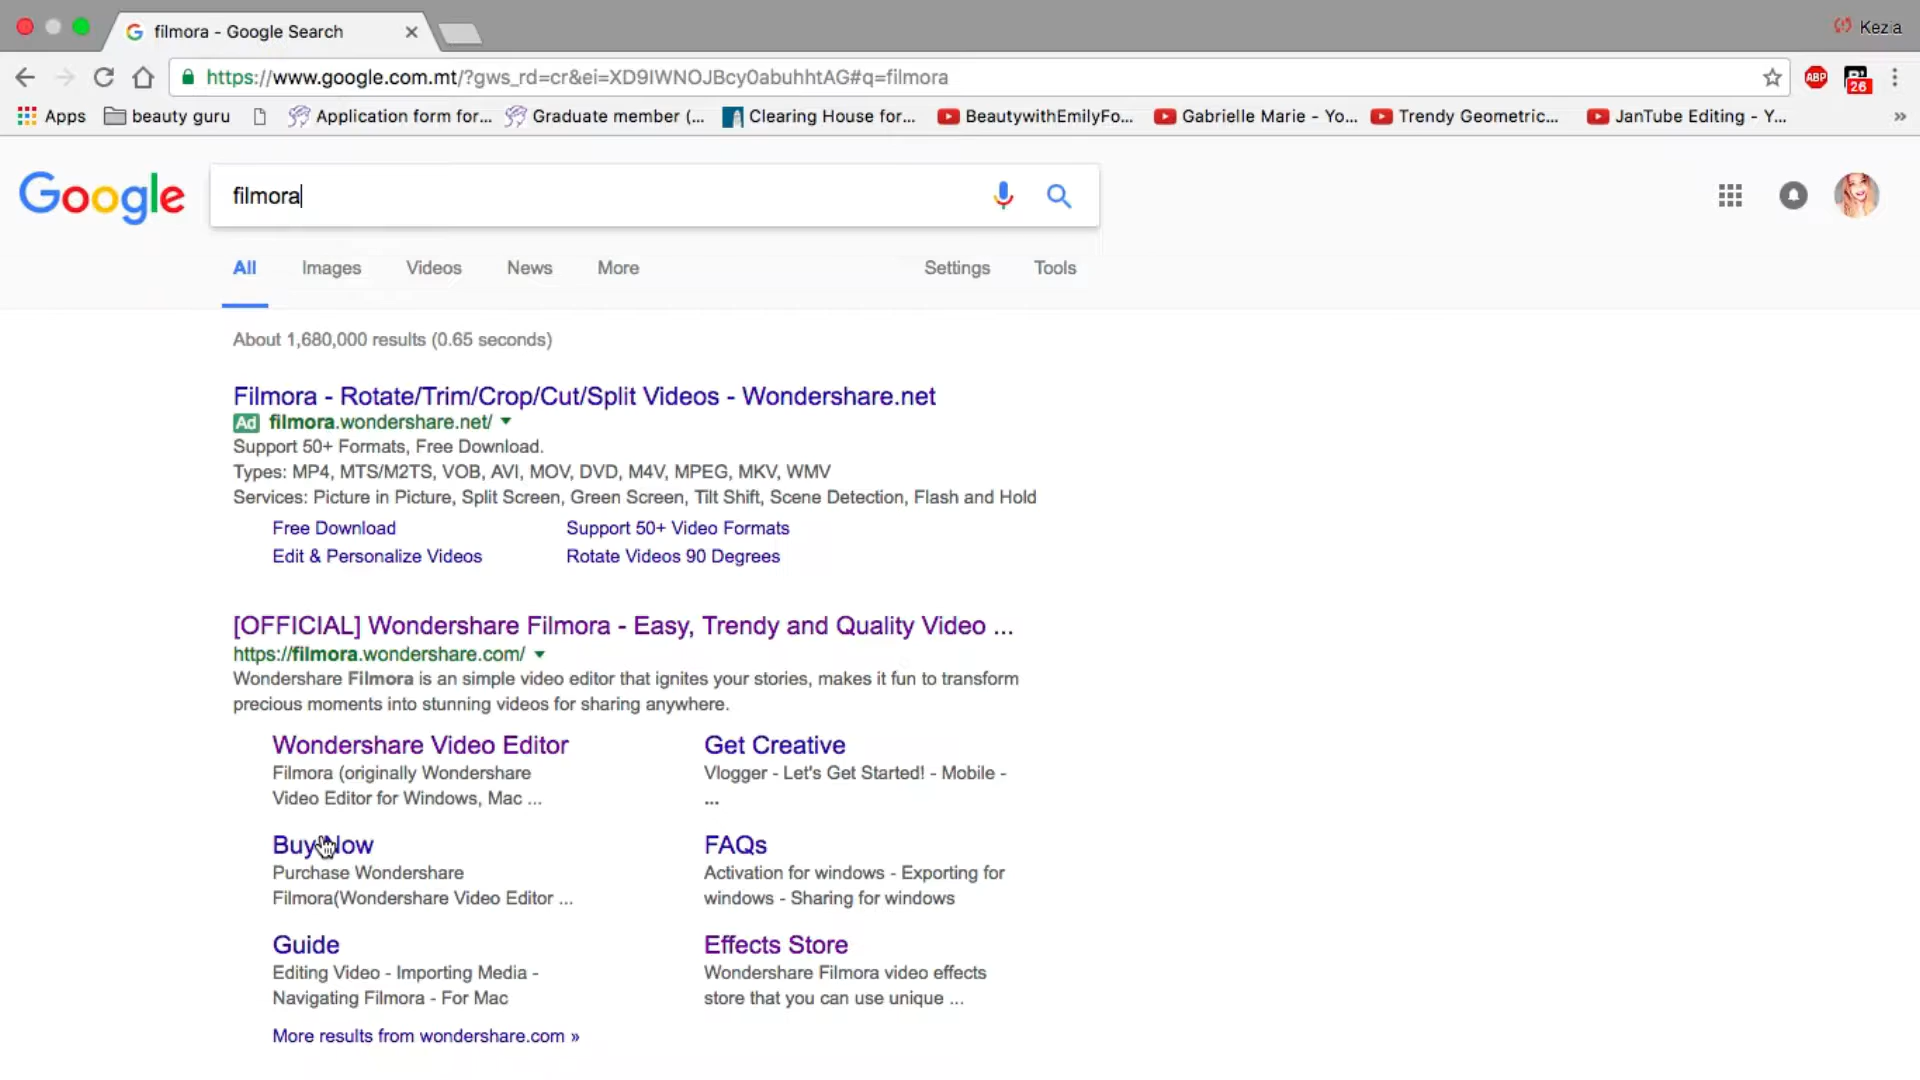 filmora - Google Search
Kezia
https://www.google.com.mt/?gws_rd=cr&ei=XD9IWNOJBcy0abuhhtAG#q=filmora
ABP
26
Apps
beauty guru
Application form for...
Graduate member (...
Clearing House for...
BeautywithEmilyFo...
Gabrielle Marie - Yo...
Trendy Geometric...
JanTube Editing - Y...
Google
filmora
All
Images
Videos
News
More
Settings
Tools
About 1,680,000 results (0.65 seconds)
Filmora - Rotate/Trim/Crop/Cut/Split Videos - Wondershare.net
Ad filmora.wondershare.net/
Support 50+ Formats, Free Download.
Types: MP4, MTS/M2TS, VOB, AVI, MOV, DVD, M4V, MPEG, MKV, WMV
Services: Picture in Picture, Split Screen, Green Screen, Tilt Shift, Scene Detection, Flash and Hold
Free Download
Support 50+ Video Formats
Edit & Personalize Videos
Rotate Videos 90 Degrees
[OFFICIAL] Wondershare Filmora - Easy, Trendy and Quality Video ...
https://filmora.wondershare.com/
Wondershare Filmora is an simple video editor that ignites your stories, makes it fun to transform
precious moments into stunning videos for sharing anywhere.
Wondershare Video Editor
Filmora (originally Wondershare
Video Editor for Windows, Mac ...
Get Creative
Vlogger - Let's Get Started! - Mobile -
...
Buy Now
Purchase Wondershare
Filmora(Wondershare Video Editor ...
FAQs
Activation for windows - Exporting for
windows - Sharing for windows
Guide
Editing Video - Importing Media -
Navigating Filmora - For Mac
Effects Store
Wondershare Filmora video effects
store that you can use unique ...
More results from wondershare.com »